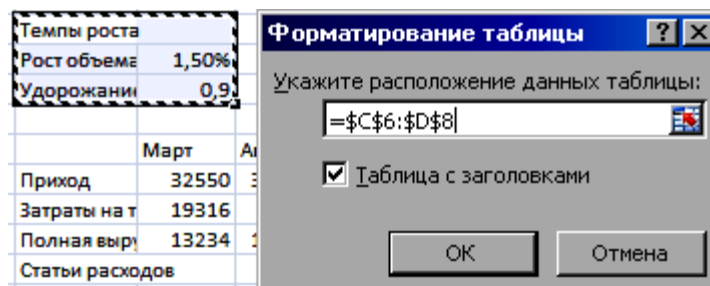 Темпы роста
Рост объема 1,50%
Удорожани 0,9
Март
Приход 32550
Затраты на т 19316
Полная выр 13234
Статьи расходов
Форматирование таблицы
Укажите расположение данных таблицы:
=$C$6:$D$8
Таблица с заголовками
ОК Отмена